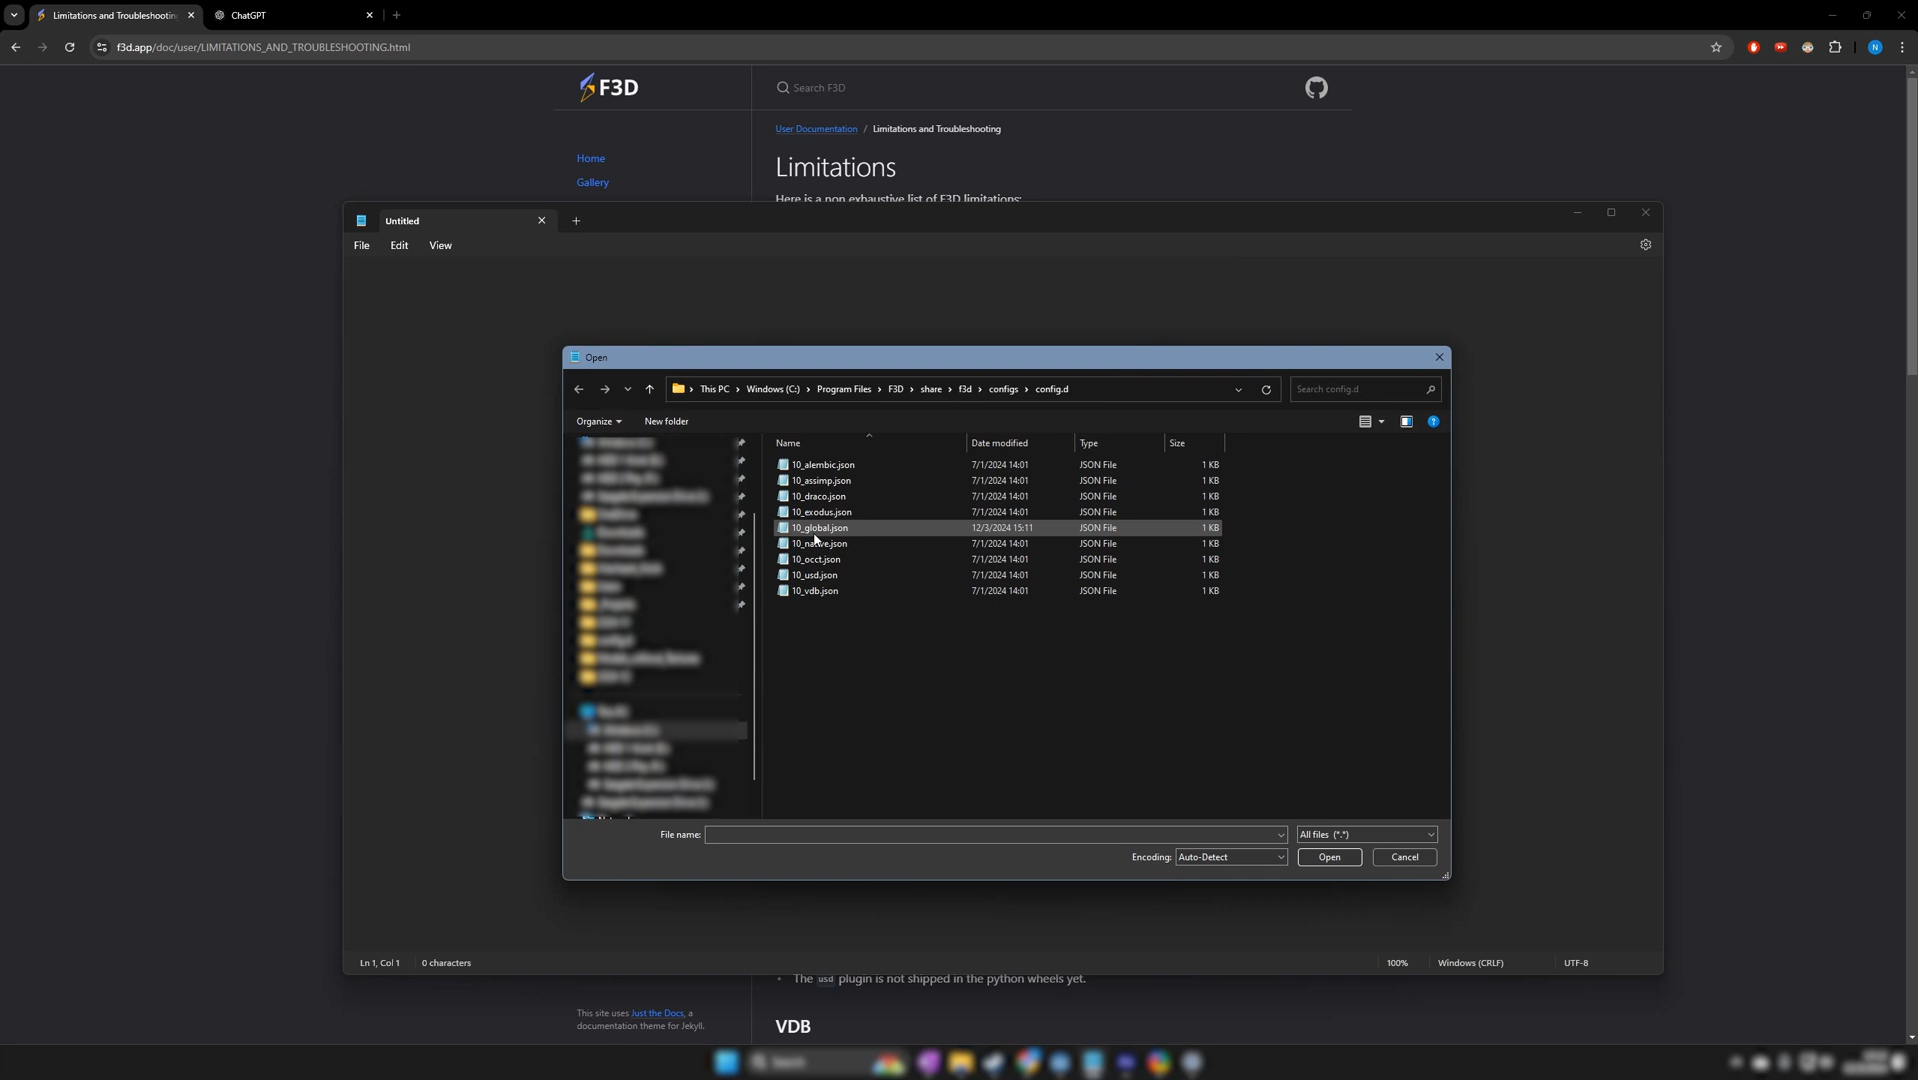 Limitations and Troubleshooting
ChatGPT
f3d.app/doc/user/LIMITATIONS_AND_TROUBLESHOOTING.html
N
F3D
Search F3D
User Documentation / Limitations and Troubleshooting
Home
Limitations
Gallery
Here is a non exhaustive list of F3D limitations:
Untitled
File Edit View
Open
This PC > Windows (C:) > Program Files > F3D > share > f3d > configs > config.d
Search config.d
Organize New folder
Name Date modified Type Size
10_alembic.json 7/1/2024 14:01 JSON File 1 KB
10_assimp.json 7/1/2024 14:01 JSON File 1 KB
10_draco.json 7/1/2024 14:01 JSON File 1 KB
10_exodus.json 7/1/2024 14:01 JSON File 1 KB
10_global.json 12/3/2024 15:11 JSON File 1 KB
10_native.json 7/1/2024 14:01 JSON File 1 KB
10_occt.json 7/1/2024 14:01 JSON File 1 KB
10_usd.json 7/1/2024 14:01 JSON File 1 KB
10_vdb.json 7/1/2024 14:01 JSON File 1 KB
File name: All files (*.*)
Encoding: Auto-Detect Open Cancel
Ln 1, Col 1 0 characters 100% Windows (CRLF) UTF-8
The usd plugin is not shipped in the python wheels yet.
This site uses Just the Docs, a
documentation theme for Jekyll.
VDB